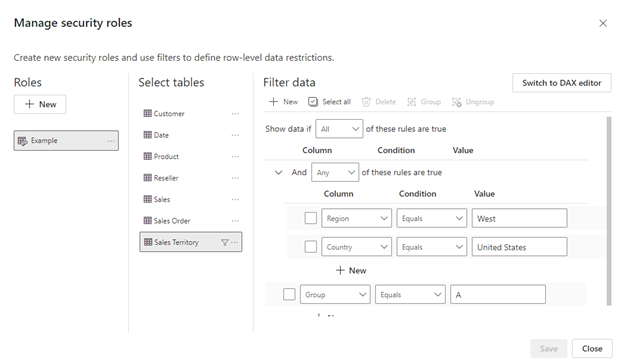 Manage security roles
Create new security roles and use filters to define row-level data restrictions.
Roles
+ New
Example
Select tables
Customer
Date
Product
Reseller
Sales
Sales Order
Sales Territory
Filter data
Switch to DAX editor
+ New Select all Delete Group Ungroup
Show data if All of these rules are true
Column Condition Value
And Any of these rules are true
Column Condition Value
Region Equals West
Country Equals United States
+ New
Group Equals A
Save Close